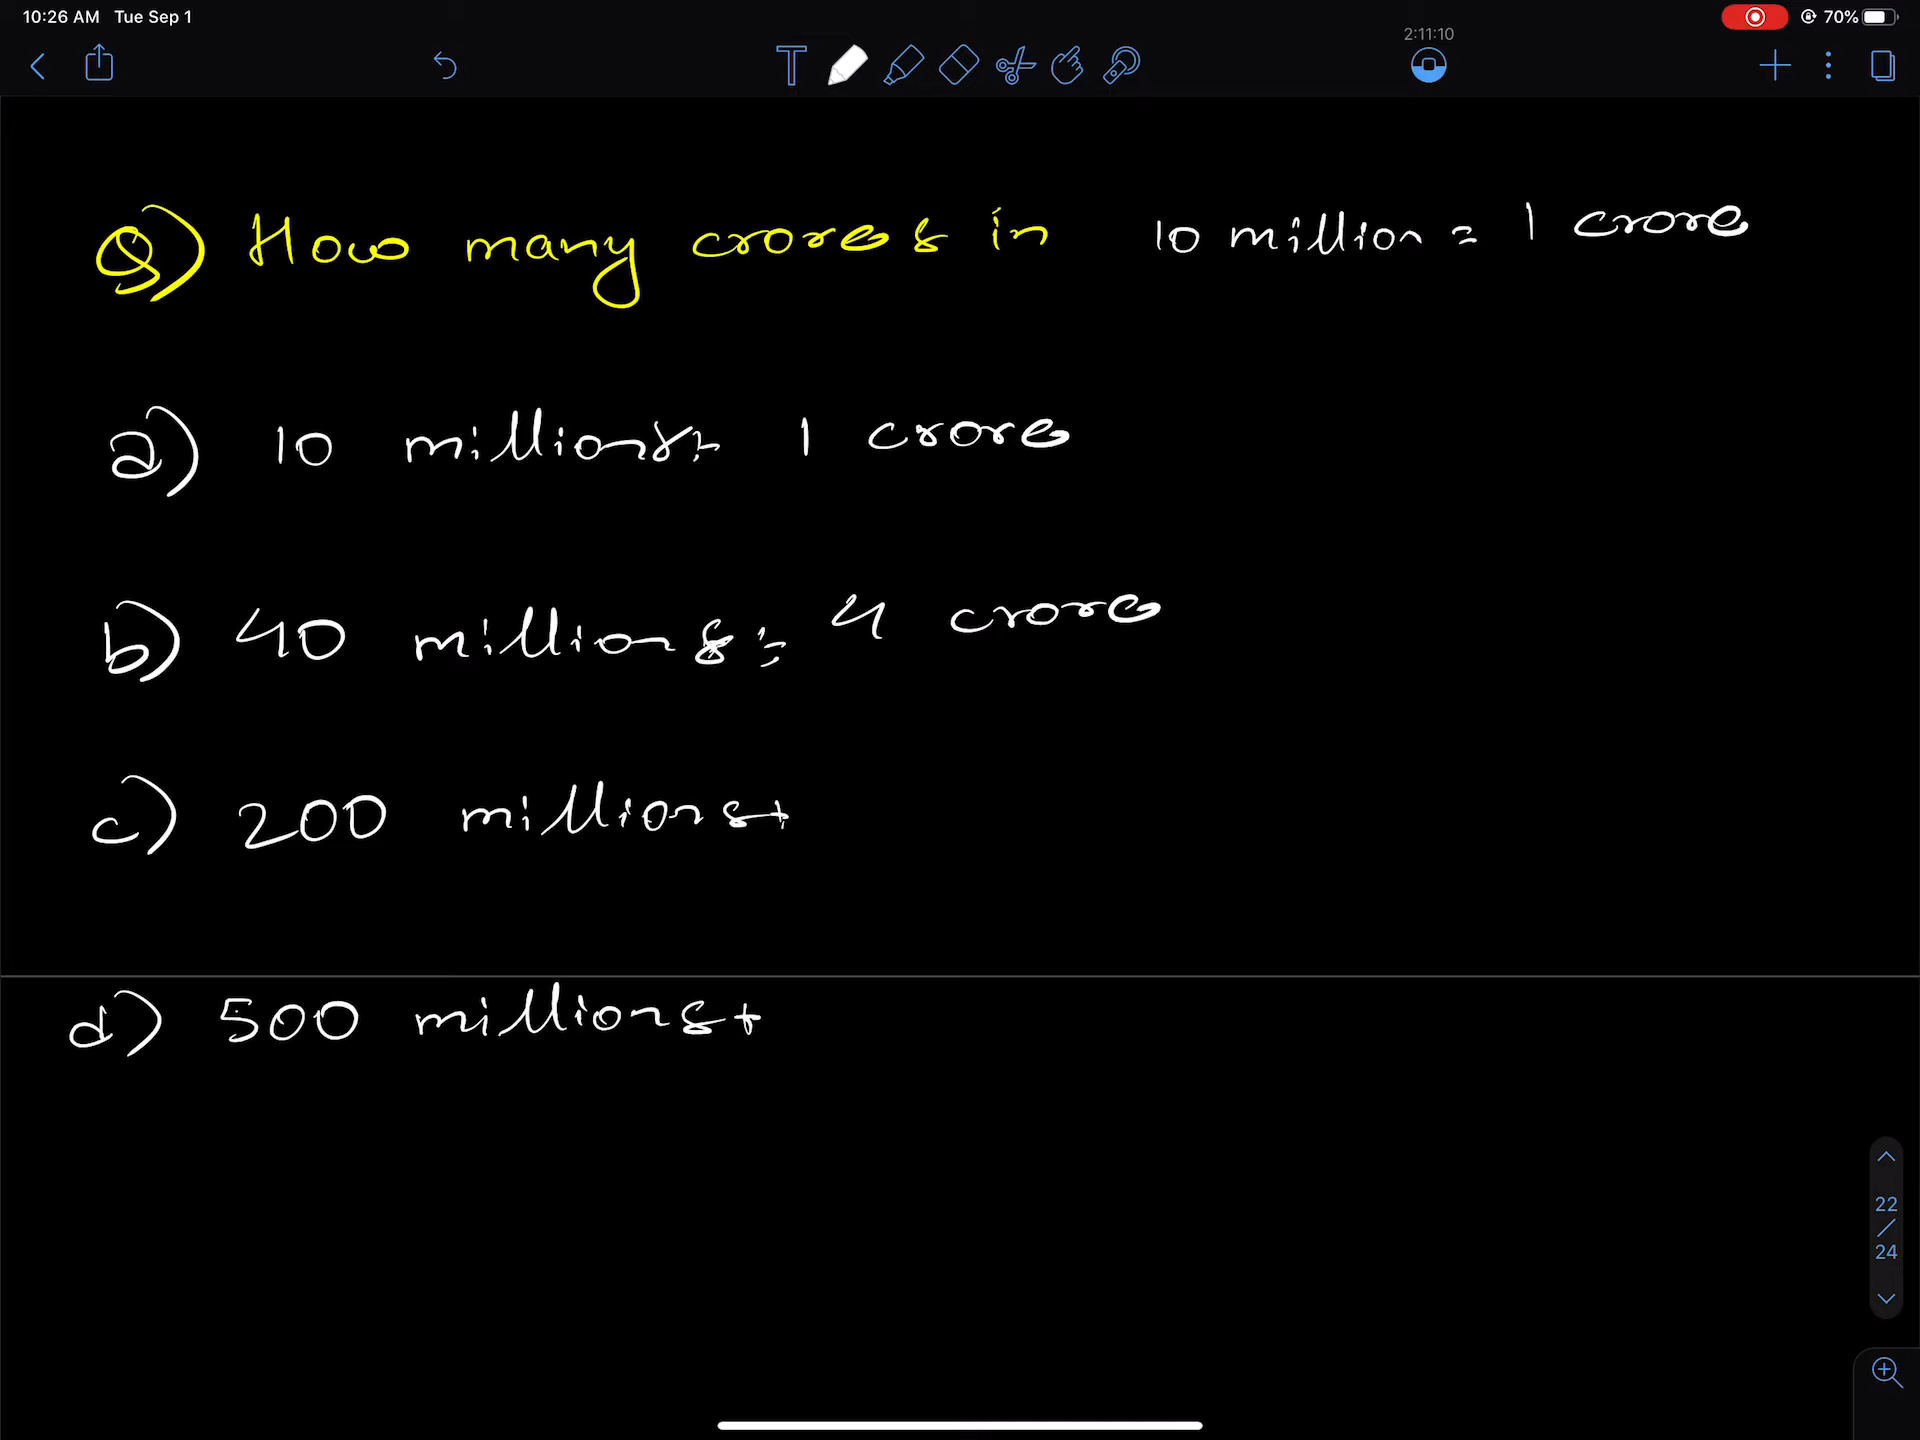 10:26 AM Tue Sep 1
70%
2:11:10
Q) How many crores in 10 million = 1 crore
a) 10 millions = 1 crore
b) 40 millions = 4 crore
c) 200 millions
d) 500 millions
22
/
24